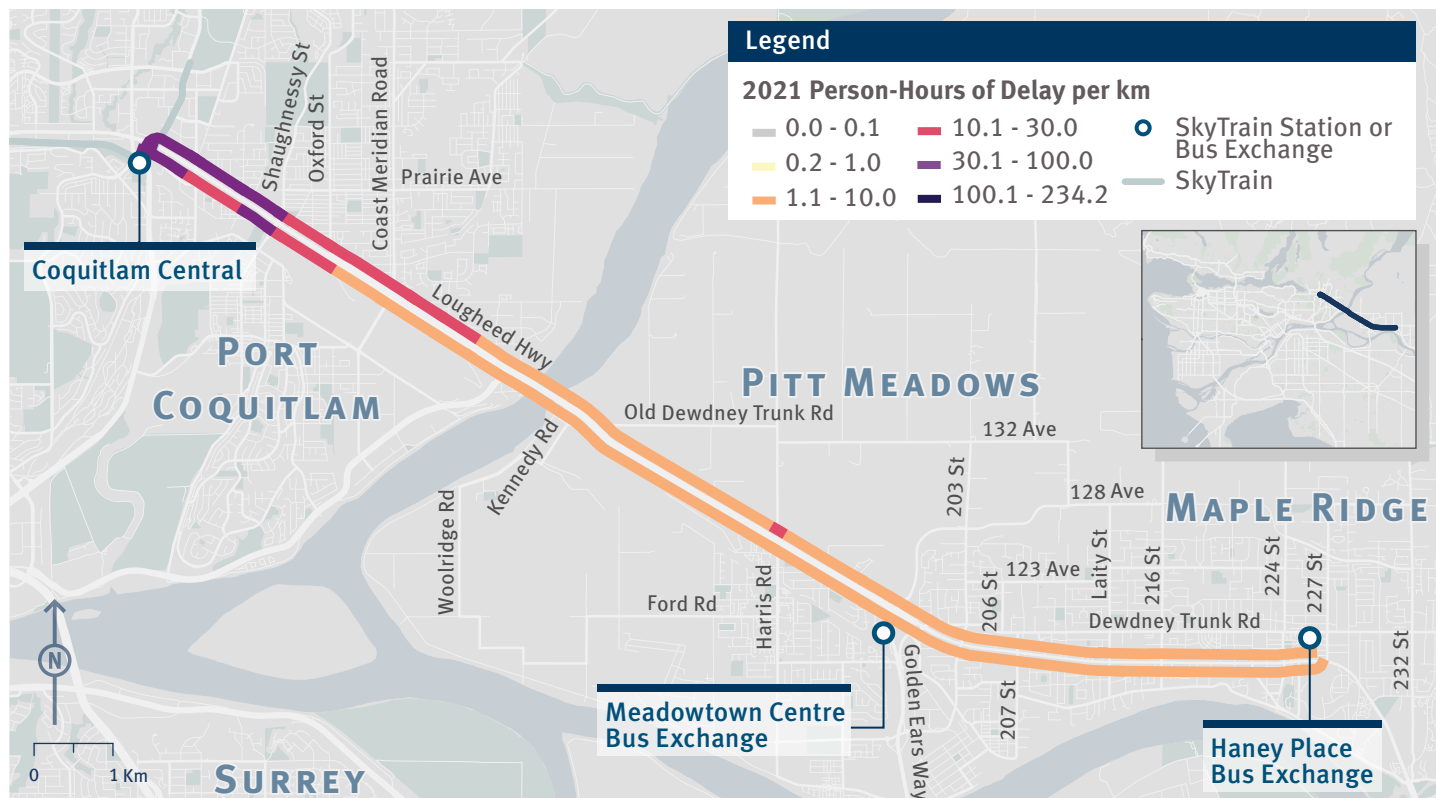 Legend
2021 Person-Hours of Delay per km
0.0 - 0.1
0.2 - 1.0
1.1 - 10.0
10.1 - 30.0
30.1 - 100.0
100.1 - 234.2
SkyTrain Station or
Bus Exchange
SkyTrain
Shaughnessy St
Oxford St
Coast Meridian Road
Prairie Ave
Coquitlam Central
Lougheed Hwy
PORT
COQUITLAM
PITT MEADOWS
Old Dewdney Trunk Rd
132 Ave
Kennedy Rd
203 St
128 Ave
MAPLE RIDGE
Woolridge Rd
Laity St
216 St
224 St
227 St
123 Ave
206 St
Harris Rd
Ford Rd
Dewdney Trunk Rd
232 St
N
Golden Ears Way
207 St
Meadowtown Centre
Bus Exchange
Haney Place
Bus Exchange
0 1 Km
SURREY